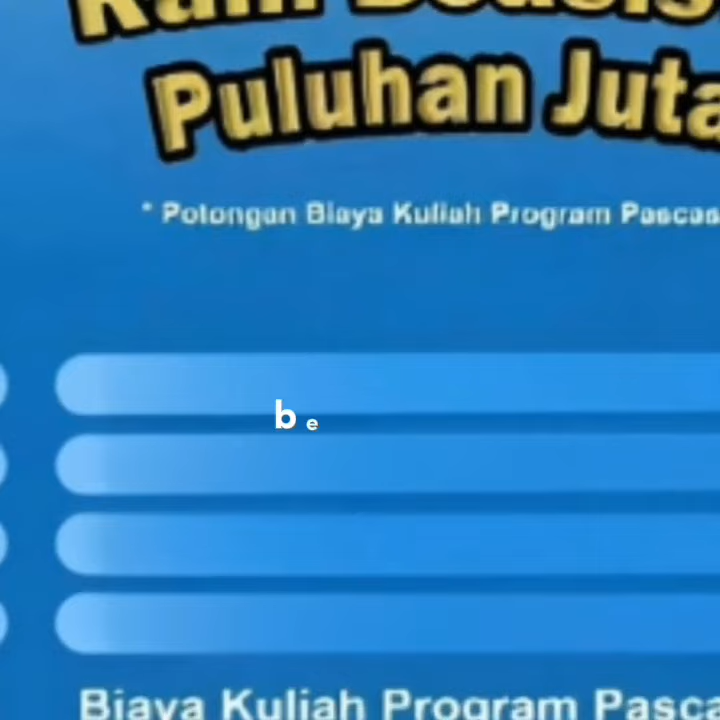 Puluhan Juta
* Potongan Biaya Kuliah Program Pascas
b e
Biaya Kuliah Program Pasca